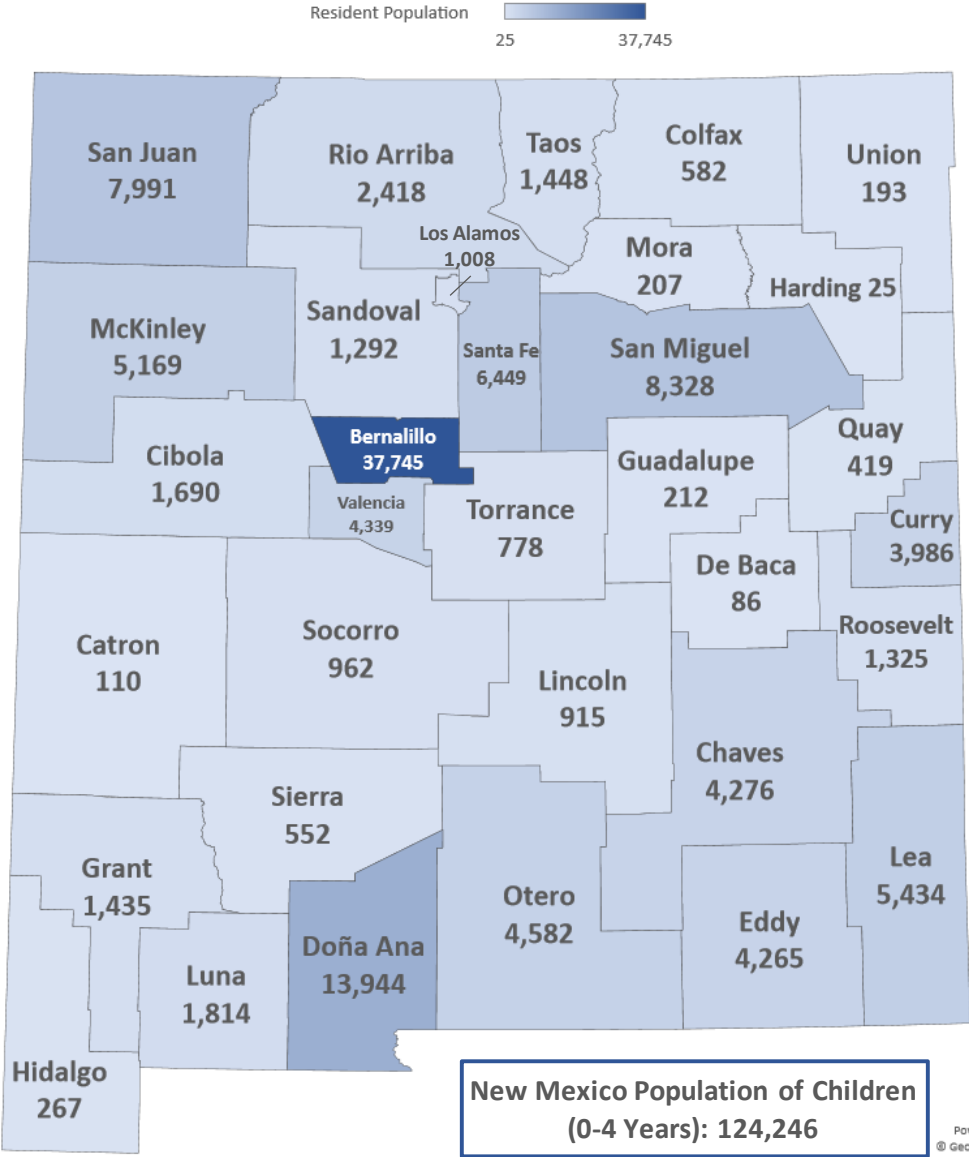 Resident Population
25 37,745
San Juan
7,991
Rio Arriba
2,418
Taos
1,448
Colfax
582
Union
193
Los Alamos
1,008
Mora
207
Harding 25
McKinley
5,169
Sandoval
1,292
Santa Fe
6,449
San Miguel
8,328
Bernalillo
37,745
Cibola
1,690
Valencia
4,339
Torrance
778
Guadalupe
212
Quay
419
Curry
3,986
De Baca
86
Roosevelt
1,325
Catron
110
Socorro
962
Lincoln
915
Chaves
4,276
Sierra
552
Grant
1,435
Otero
4,582
Lea
5,434
Eddy
4,265
Doña Ana
13,944
Luna
1,814
Hidalgo
267
New Mexico Population of Children
(0-4 Years): 124,246
Pow
© Geo